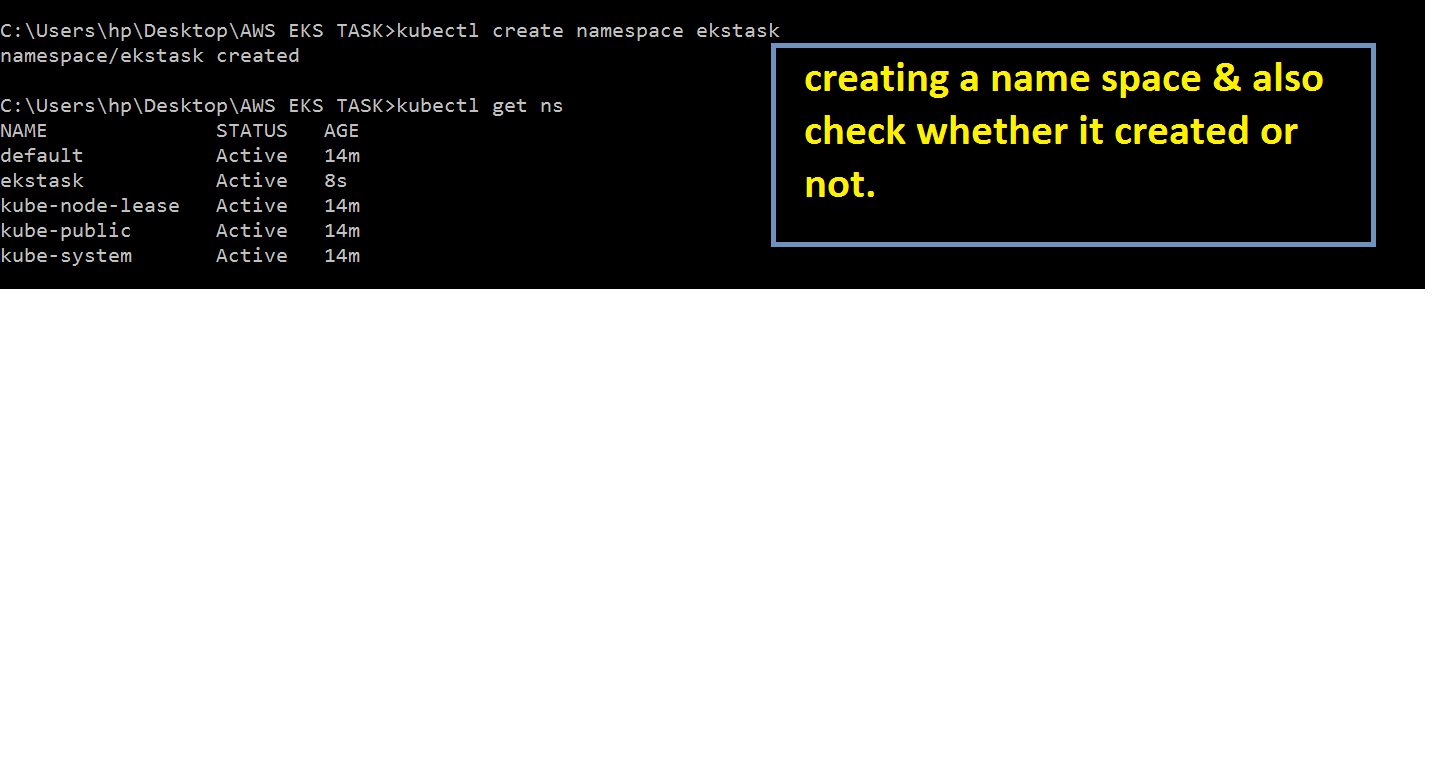 C:\Users\hp\Desktop\AWS EKS TASK>kubectl create namespace ekstask
namespace/ekstask created
C:\Users\hp\Desktop\AWS EKS TASK>kubectl get ns
NAME STATUS AGE
default Active 14m
ekstask Active 8s
kube-node-lease Active 14m
kube-public Active 14m
kube-system Active 14m
creating a name space & also
check whether it created or
not.